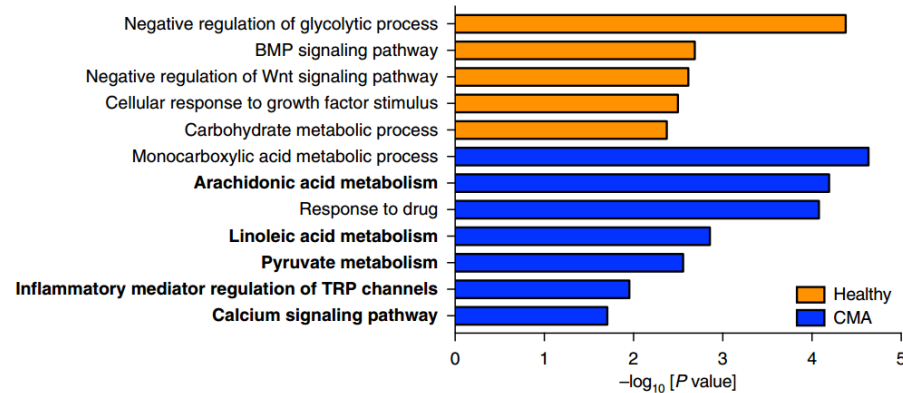 Negative regulation of glycolytic process
BMP signaling pathway
Negative regulation of Wnt signaling pathway
Cellular response to growth factor stimulus
Carbohydrate metabolic process
Monocarboxylic acid metabolic process
Arachidonic acid metabolism
Response to drug
Linoleic acid metabolism
Pyruvate metabolism
Inflammatory mediator regulation of TRP channels
Calcium signaling pathway
Healthy
CMA
0 1 2 3 4 5
–log10 [P value]